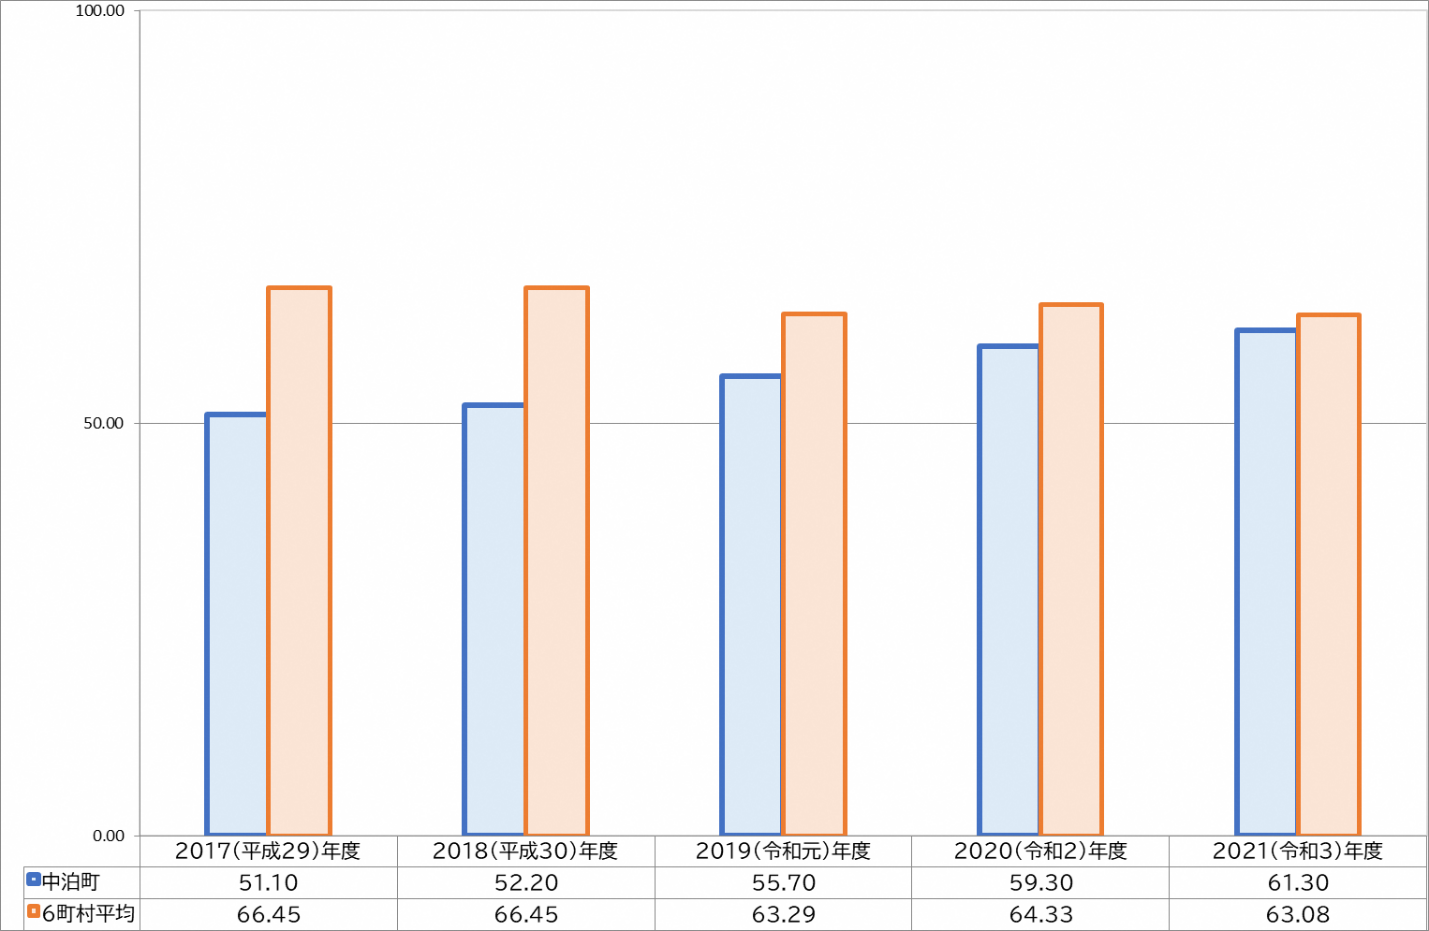 100.00
50.00
0.00
2017(平成29)年度 2018(平成30)年度 2019(令和元)年度 2020(令和2)年度 2021(令和3)年度
中泊町 51.10 52.20 55.70 59.30 61.30
6町村平均 66.45 66.45 63.29 64.33 63.08